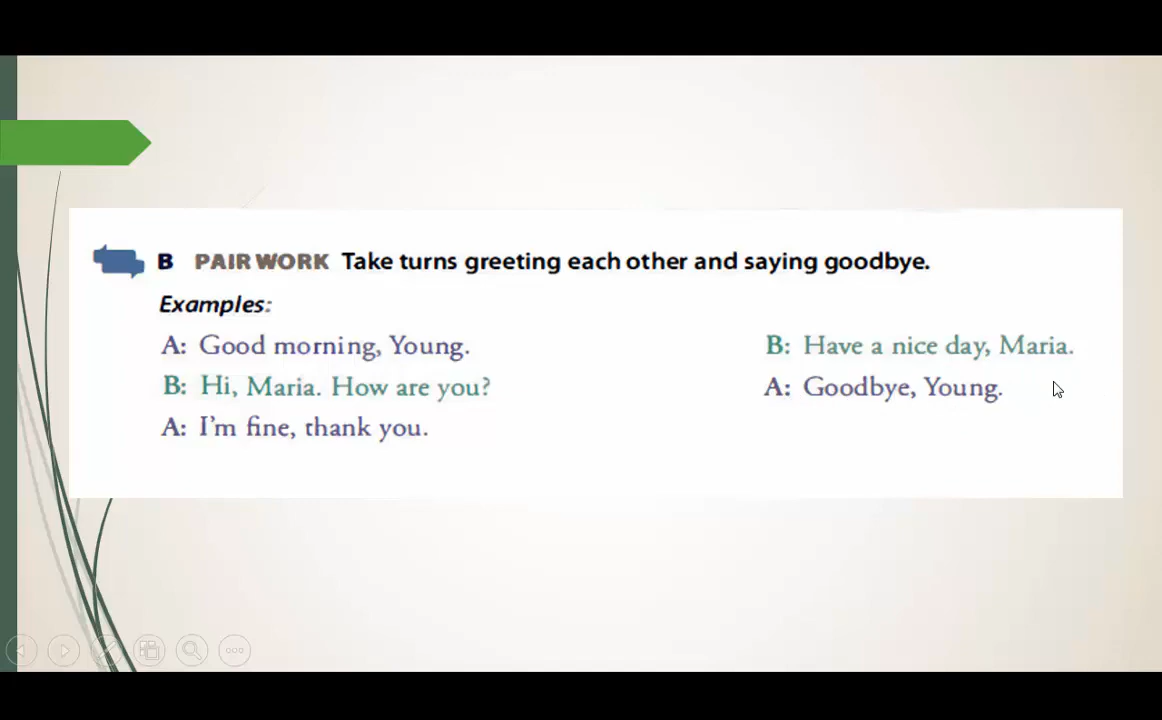 B PAIR WORK Take turns greeting each other and saying goodbye.
Examples:
A: Good morning, Young.
B: Hi, Maria. How are you?
A: I'm fine, thank you.
B: Have a nice day, Maria.
A: Goodbye, Young.